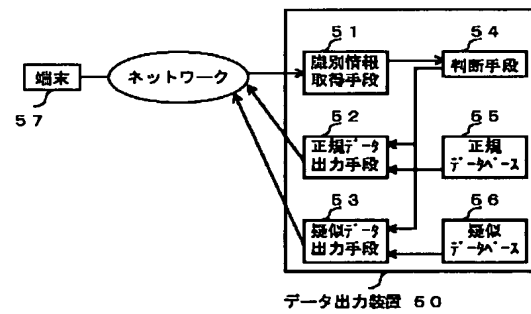 51
54
識別情報
取得手段
判断手段
端末
ネットワーク
57
52
55
正規データ
出力手段
正規
データベース
53
56
疑似データ
出力手段
疑似
データベース
データ出力装置 50